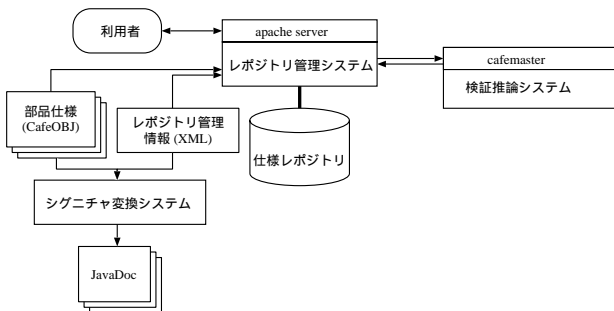 利用者
apache server
レポジトリ管理システム
cafemaster
検証推論システム
部品仕様
(CafeOBJ)
レポジトリ管理
情報 (XML)
仕様レポジトリ
シグニチャ変換システム
JavaDoc